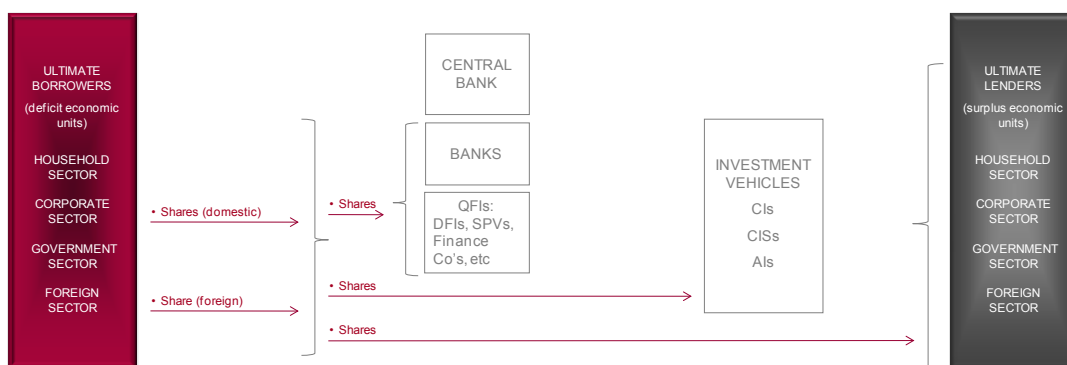 ULTIMATE
BORROWERS
(deficit economic
units)
HOUSEHOLD
SECTOR
CORPORATE
SECTOR
GOVERNMENT
SECTOR
FOREIGN
SECTOR
• Shares (domestic)
• Share (foreign)
• Shares
• Shares
• Shares
CENTRAL
BANK
BANKS
QFIs:
DFIs, SPVs,
Finance
Co's, etc
INVESTMENT
VEHICLES
CIs
CISs
AIs
ULTIMATE
LENDERS
(surplus economic
units)
HOUSEHOLD
SECTOR
CORPORATE
SECTOR
GOVERNMENT
SECTOR
FOREIGN
SECTOR